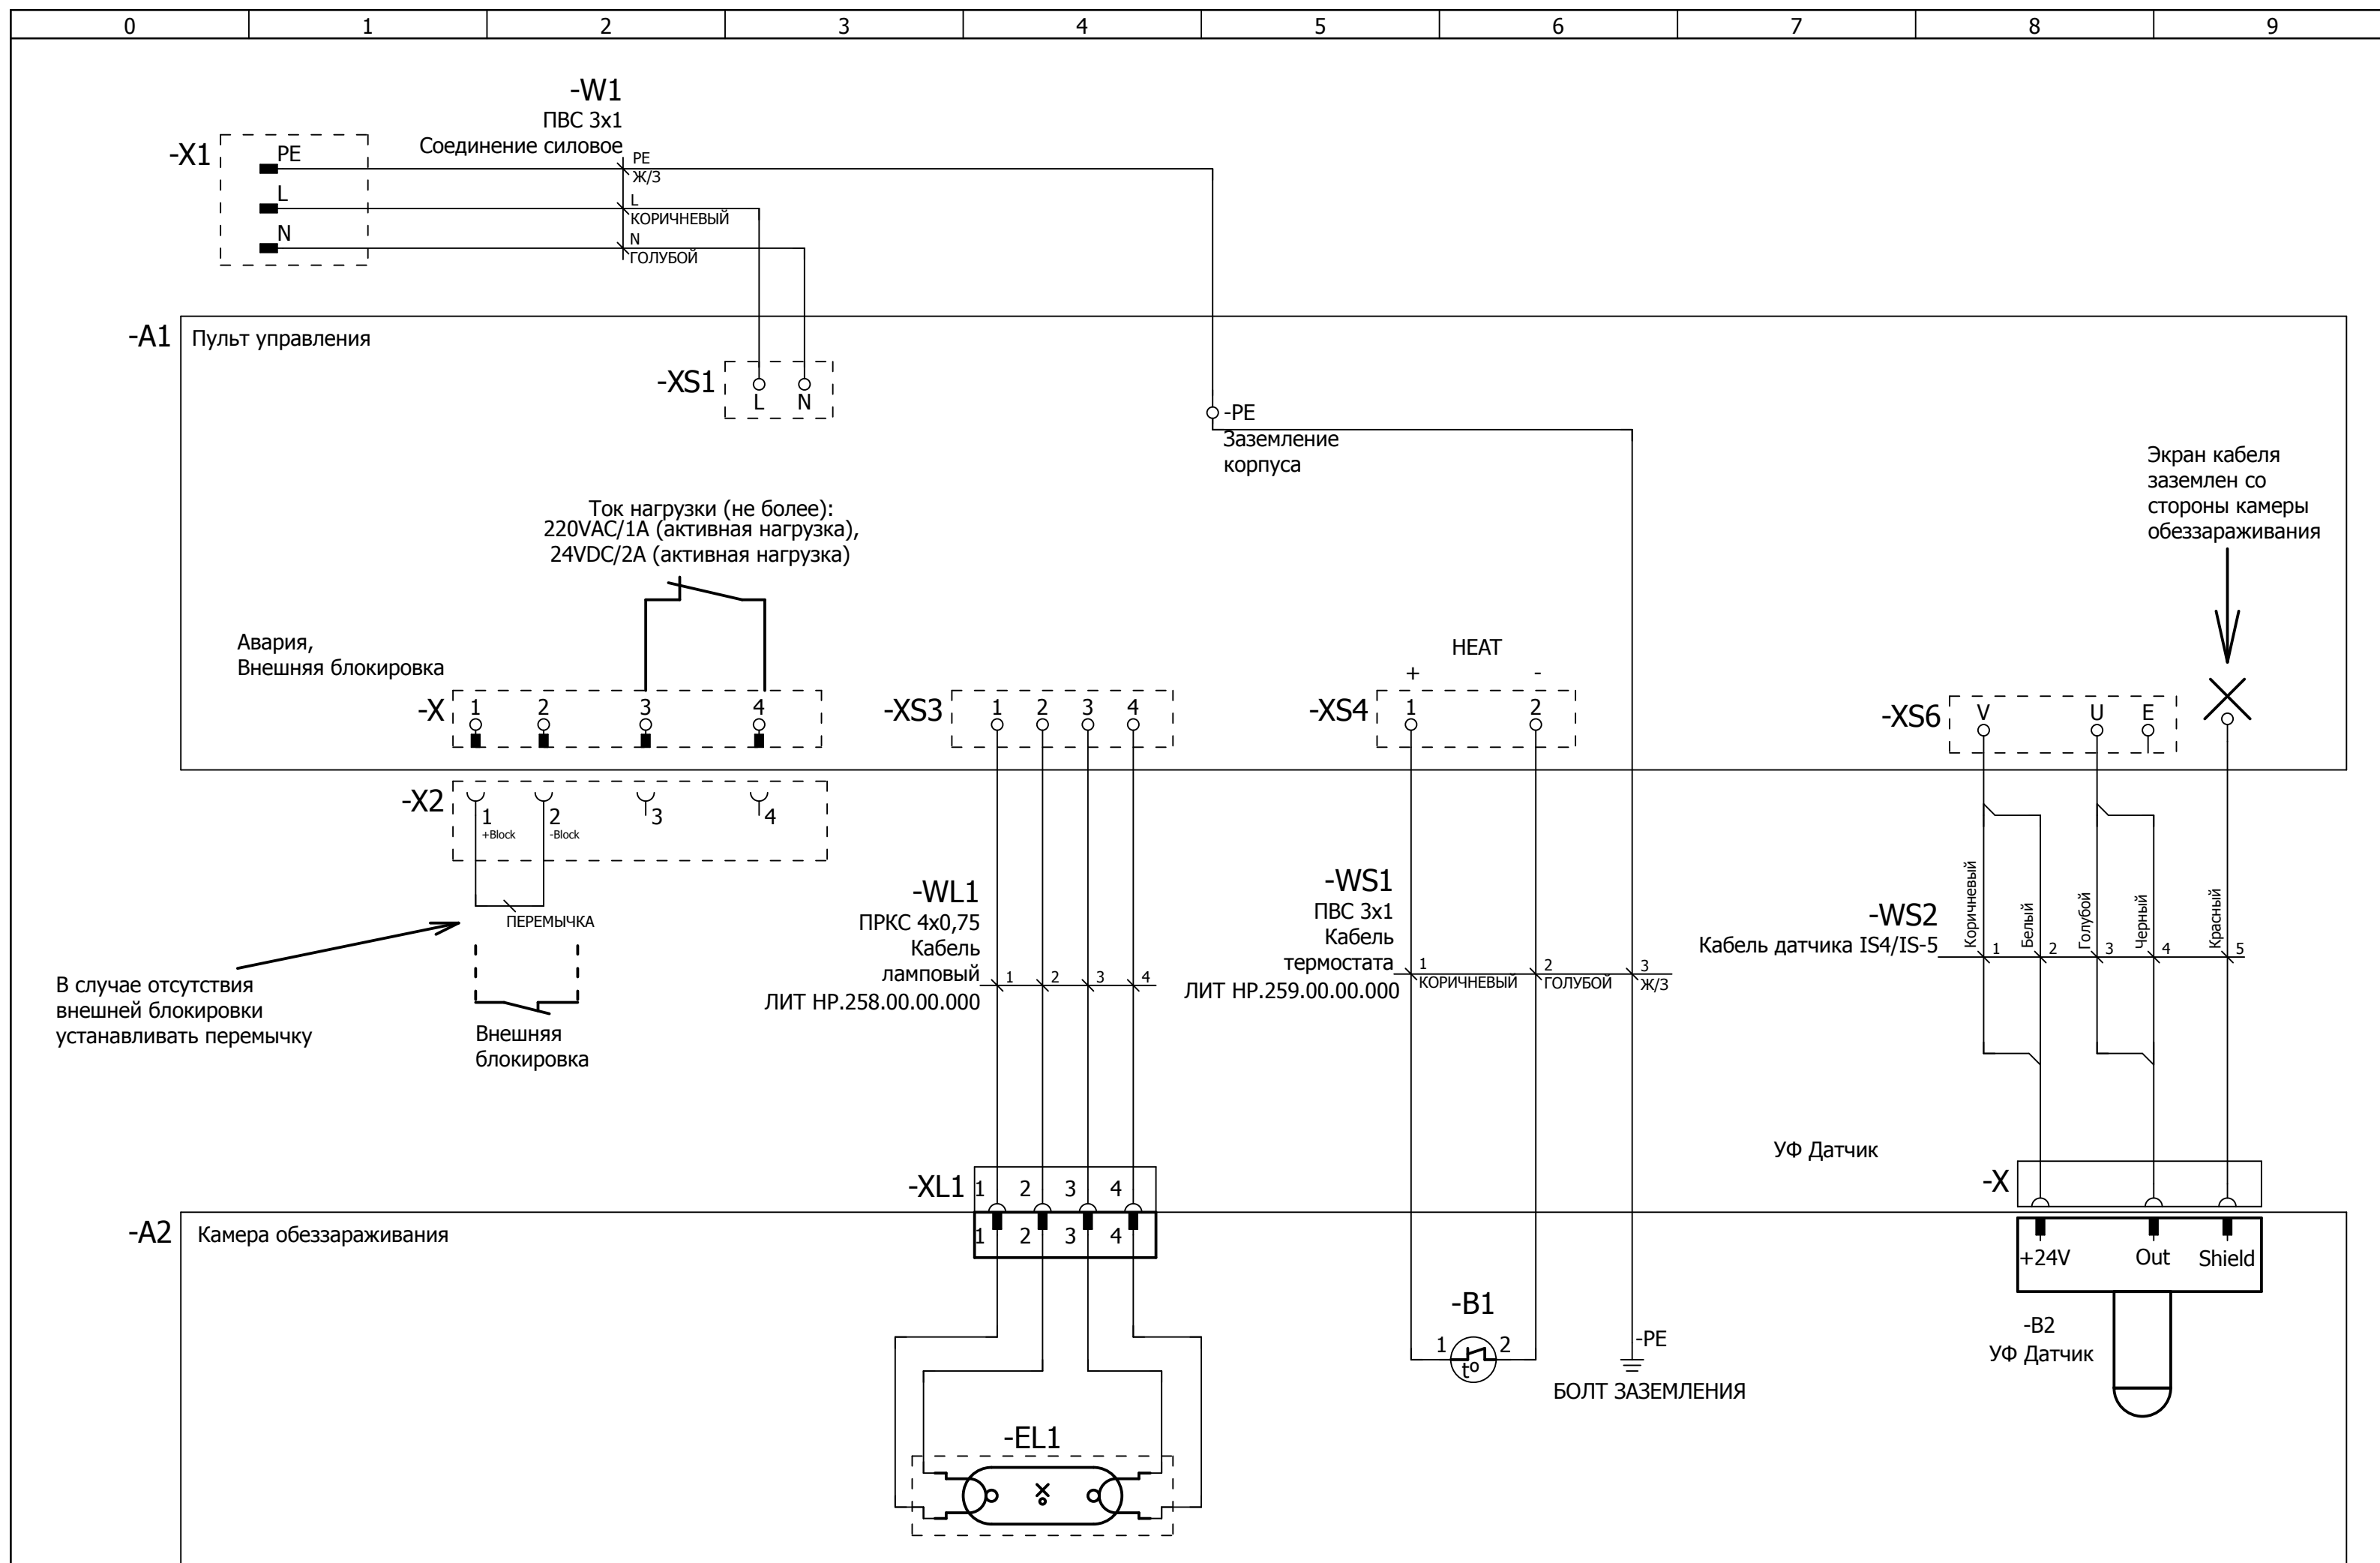 0 1 2 3 4 5 6 7 8 9
-W1
ПВС 3x1
Соединение силовое
-X1
PE
L
N
PE
Ж/З
L
КОРИЧНЕВЫЙ
N
ГОЛУБОЙ
-A1
Пульт управления
-XS1
L N
-PE
Заземление
корпуса
Экран кабеля
заземлен со
стороны камеры
обеззараживания
Ток нагрузки (не более):
220VAC/1A (активная нагрузка),
24VDC/2A (активная нагрузка)
Авария,
Внешняя блокировка
-X
1 2 3 4
-XS3
1 2 3 4
HEAT
+ -
-XS4
1 2
-XS6
V U E
-X2
1 2 3 4
+Block -Block
ПЕРЕМЫЧКА
В случае отсутствия
внешней блокировки
устанавливать перемычку
Внешняя
блокировка
-WL1
ПРКС 4x0,75
Кабель
ламповый
ЛИТ НР.258.00.00.000
1 2 3 4
-WS1
ПВС 3x1
Кабель
термостата
ЛИТ НР.259.00.00.000
1
КОРИЧНЕВЫЙ
2
ГОЛУБОЙ
3
Ж/З
-WS2
Кабель датчика IS4/IS-5
Коричневый
Белый
Голубой
Черный
Красный
1 2 3 4 5
УФ Датчик
-X
-XL1
1 2 3 4
1 2 3 4
-A2
Камера обеззараживания
+24V Out Shield
-B1
1 2
to
-PE
БОЛТ ЗАЗЕМЛЕНИЯ
-B2
УФ Датчик
-EL1